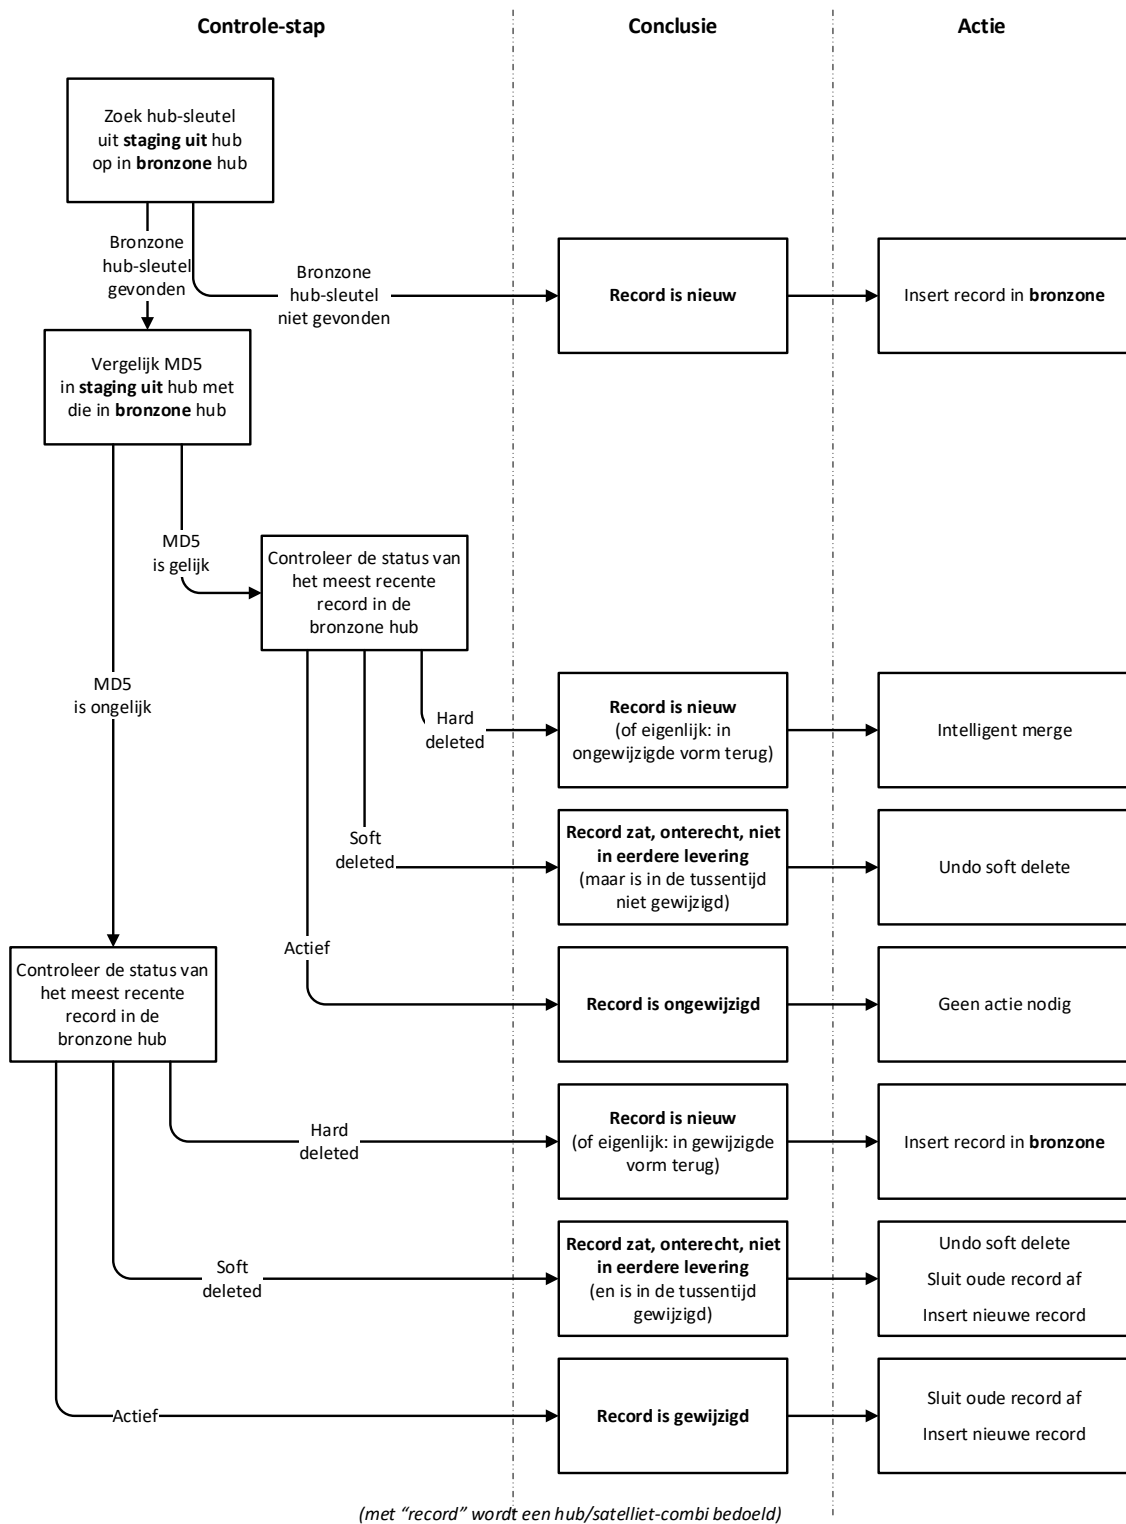 Controle-stap
Conclusie
Actie
Zoek hub-sleutel
uit staging uit hub
op in bronzone hub
Bronzone
hub-sleutel
gevonden
Bronzone
hub-sleutel
niet gevonden
Record is nieuw
Insert record in bronzone
Vergelijk MD5
in staging uit hub met
die in bronzone hub
MD5
is gelijk
Controleer de status van
het meest recente
record in de
bronzone hub
MD5
is ongelijk
Hard
deleted
Record is nieuw
(of eigenlijk: in
ongewijzigde vorm terug)
Intelligent merge
Soft
deleted
Record zat, onterecht, niet
in eerdere levering
(maar is in de tussentijd
niet gewijzigd)
Undo soft delete
Actief
Record is ongewijzigd
Geen actie nodig
Controleer de status van
het meest recente
record in de
bronzone hub
Hard
deleted
Record is nieuw
(of eigenlijk: in gewijzigde
vorm terug)
Insert record in bronzone
Soft
deleted
Record zat, onterecht, niet
in eerdere levering
(en is in de tussentijd
gewijzigd)
Undo soft delete
Sluit oude record af
Insert nieuwe record
Actief
Record is gewijzigd
Sluit oude record af
Insert nieuwe record
(met “record” wordt een hub/satelliet-combi bedoeld)